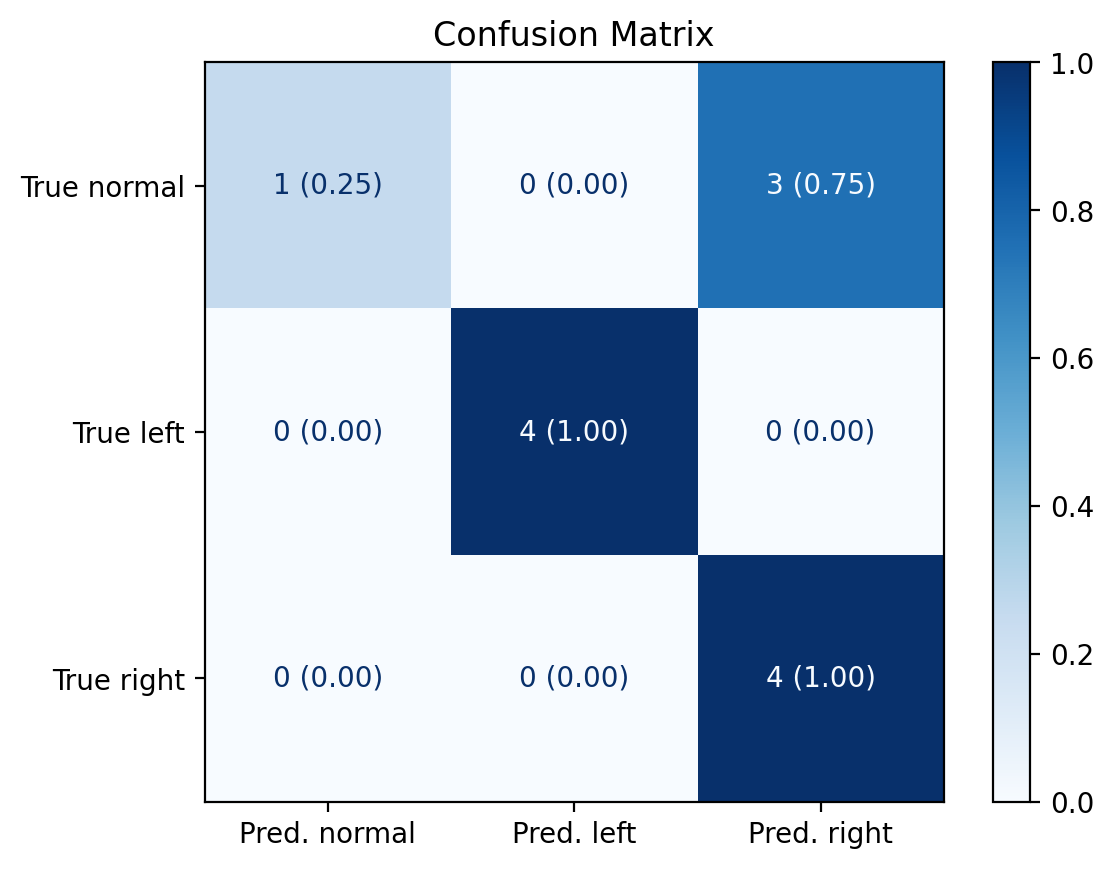 Confusion Matrix
True normal
1 (0.25) 0 (0.00) 3 (0.75)
True left
0 (0.00) 4 (1.00) 0 (0.00)
True right
0 (0.00) 0 (0.00) 4 (1.00)
Pred. normal Pred. left Pred. right
1.0
0.8
0.6
0.4
0.2
0.0